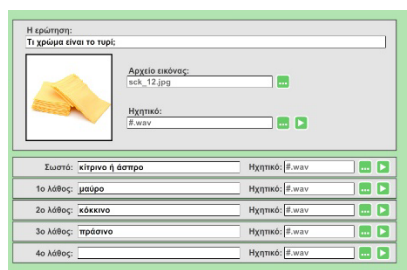 Η ερώτηση:
Τι χρώμα είναι το τυρί;
Αρχείο εικόνας:
sck_12.jpg
...
Ηχητικό:
#.wav
...
Σωστό: κίτρινο ή άσπρο Ηχητικό: #.wav ...
1ο λάθος: μαύρο Ηχητικό: #.wav ...
2ο λάθος: κόκκινο Ηχητικό: #.wav ...
3ο λάθος: πράσινο Ηχητικό: #.wav ...
4ο λάθος: Ηχητικό: #.wav ...